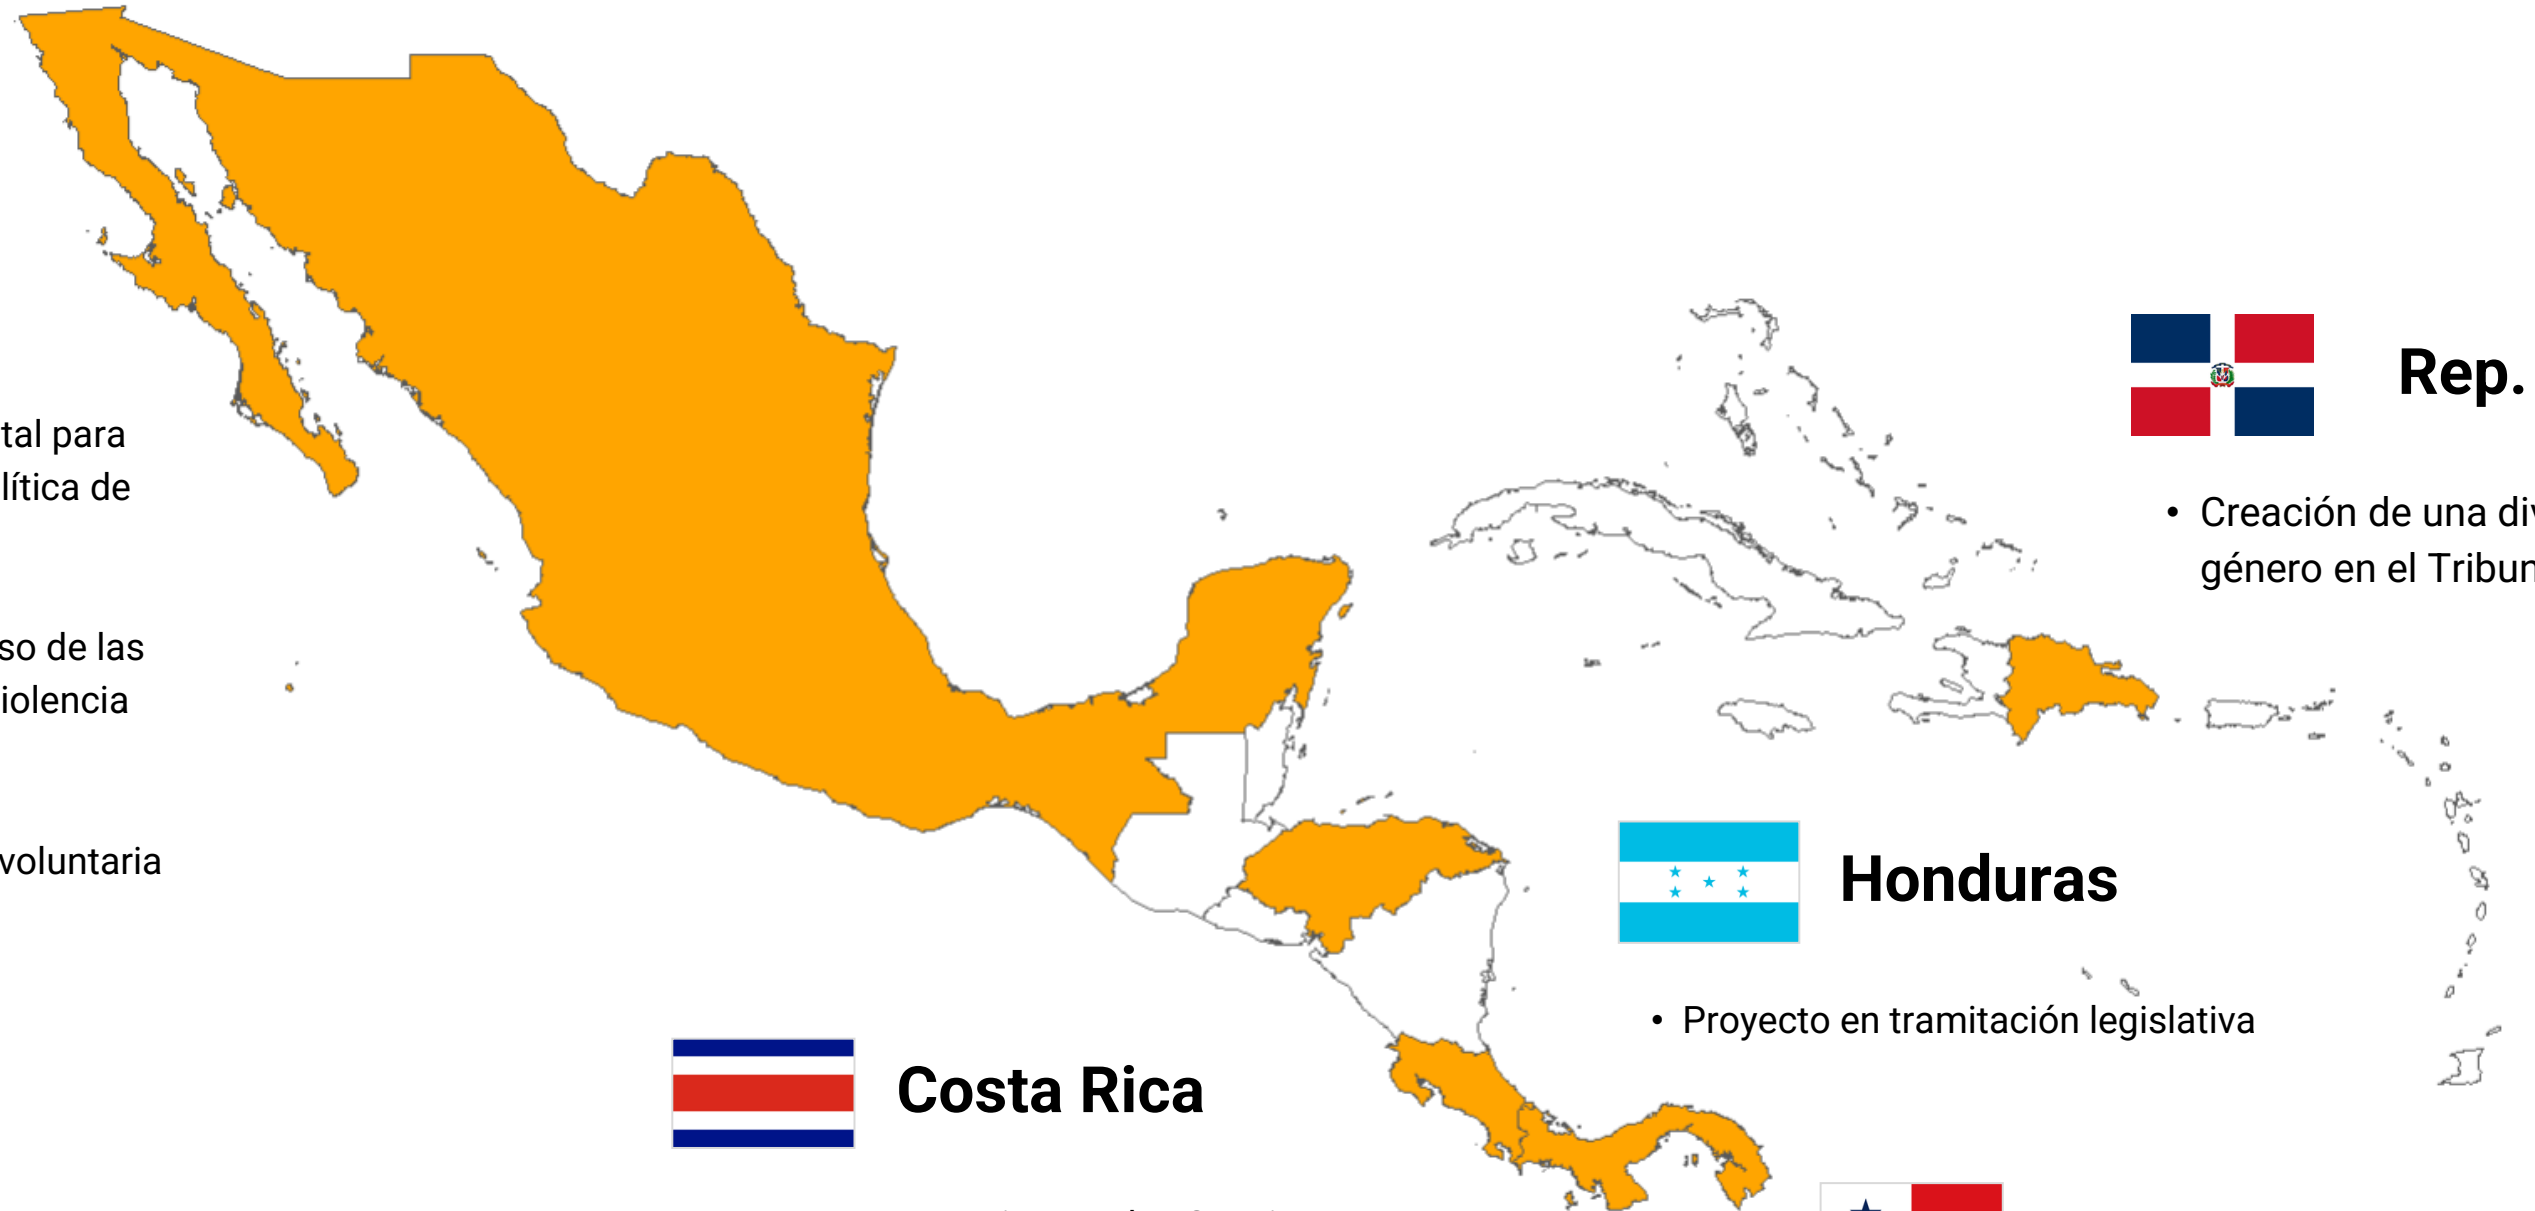 tal para
lítica de
so de las
iolencia
voluntaria
Rep.
• Creación de una div
género en el Tribun
Honduras
• Proyecto en tramitación legislativa
Costa Rica